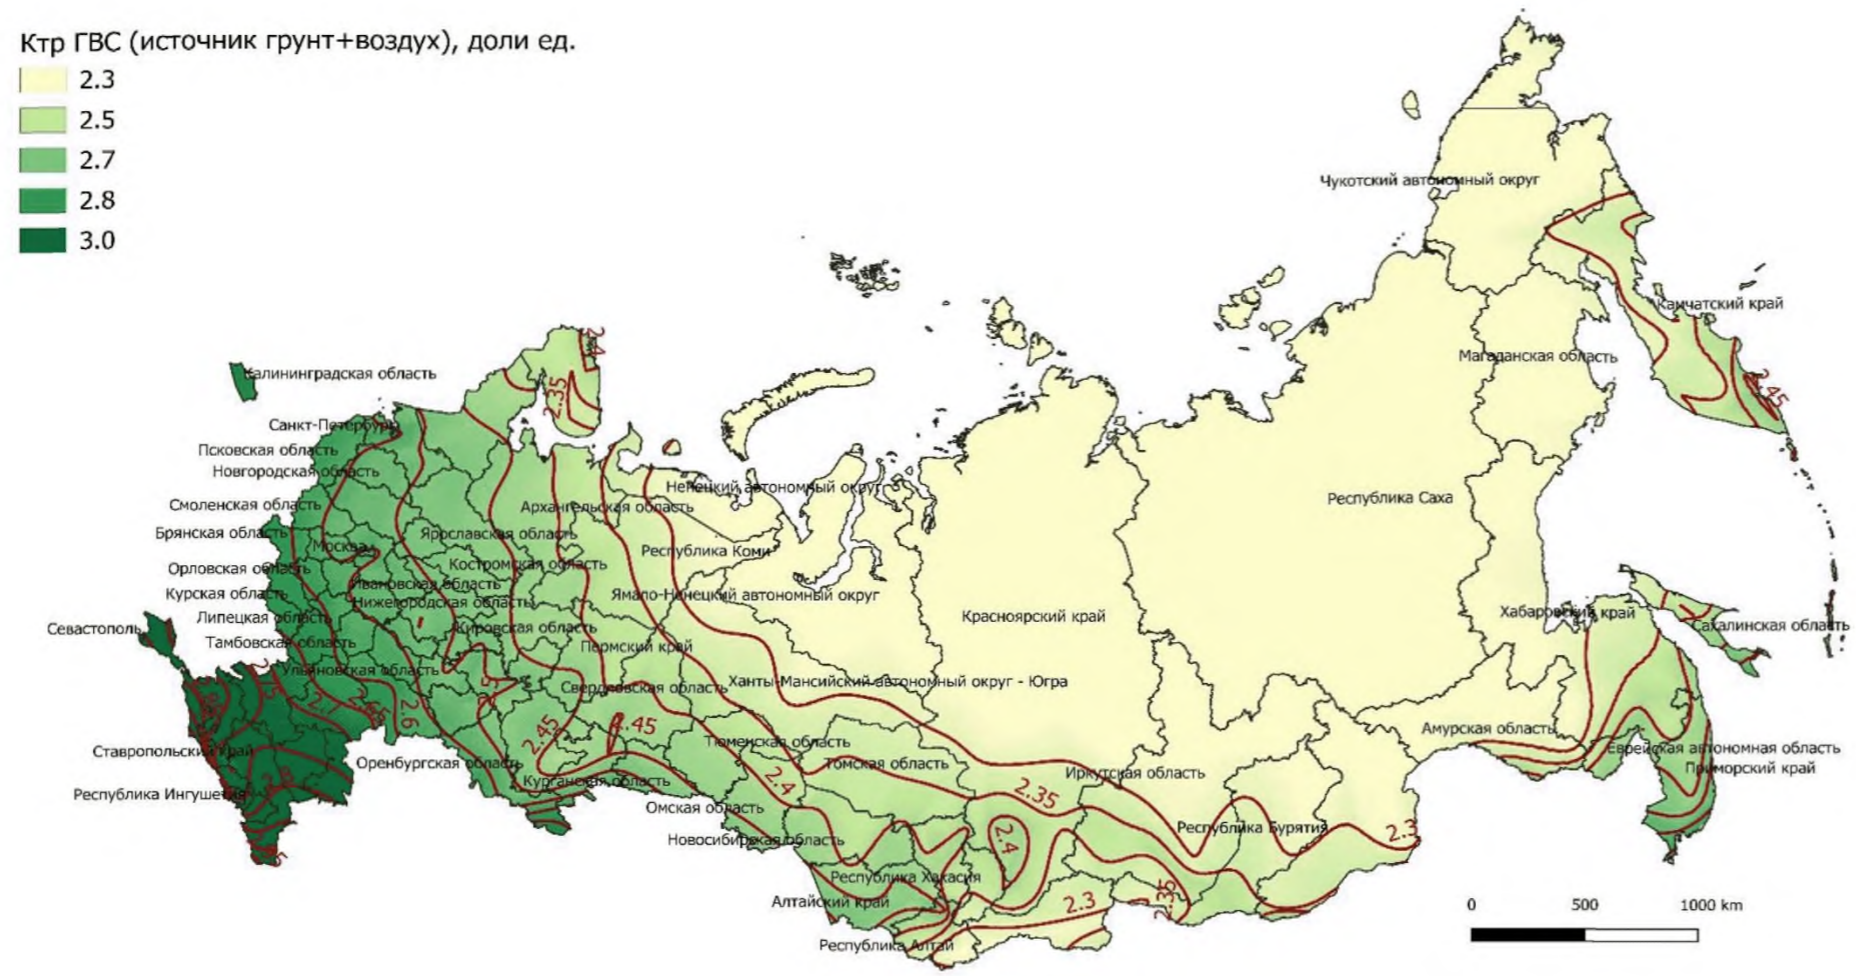 Ктр ГВС (источник грунт+воздух), доли ед.
2.3
2.5
2.7
2.8
3.0
Чукотский автономный округ
Камчатский край
Магаданская область
2.45
Калининградская область
2.4
2.35
Санкт-Петербург
Псковская область
Новгородская область
Ненецкий автономный округ
Республика Саха
Смоленская область
Архангельская область
Брянская область
Ярославская область
Москва
Республика Коми
Орловская область
Костромская область
Ивановская область
Курская область
Ямало-Ненецкий автономный округ
Нижегородская область
Липецкая область
Красноярский край
Хабаровский край
Севастополь
Кировская область
Сахалинская область
Тамбовская область
Пермский край
Ульяновская область
Ханты-Мансийский автономный округ - Югра
Свердловская область
2.7
2.6
2.45
2.45
Амурская область
Тюменская область
Еврейская автономная область
Ставропольский край
Оренбургская область
Томская область
Приморский край
Иркутская область
2.4
Курганская область
Республика Ингушетия
2.35
Омская область
Республика Бурятия
2.3
Новосибирская область
2.4
Республика Хакасия
Алтайский край
2.3
2.35
Республика Алтай
0 500 1000 km